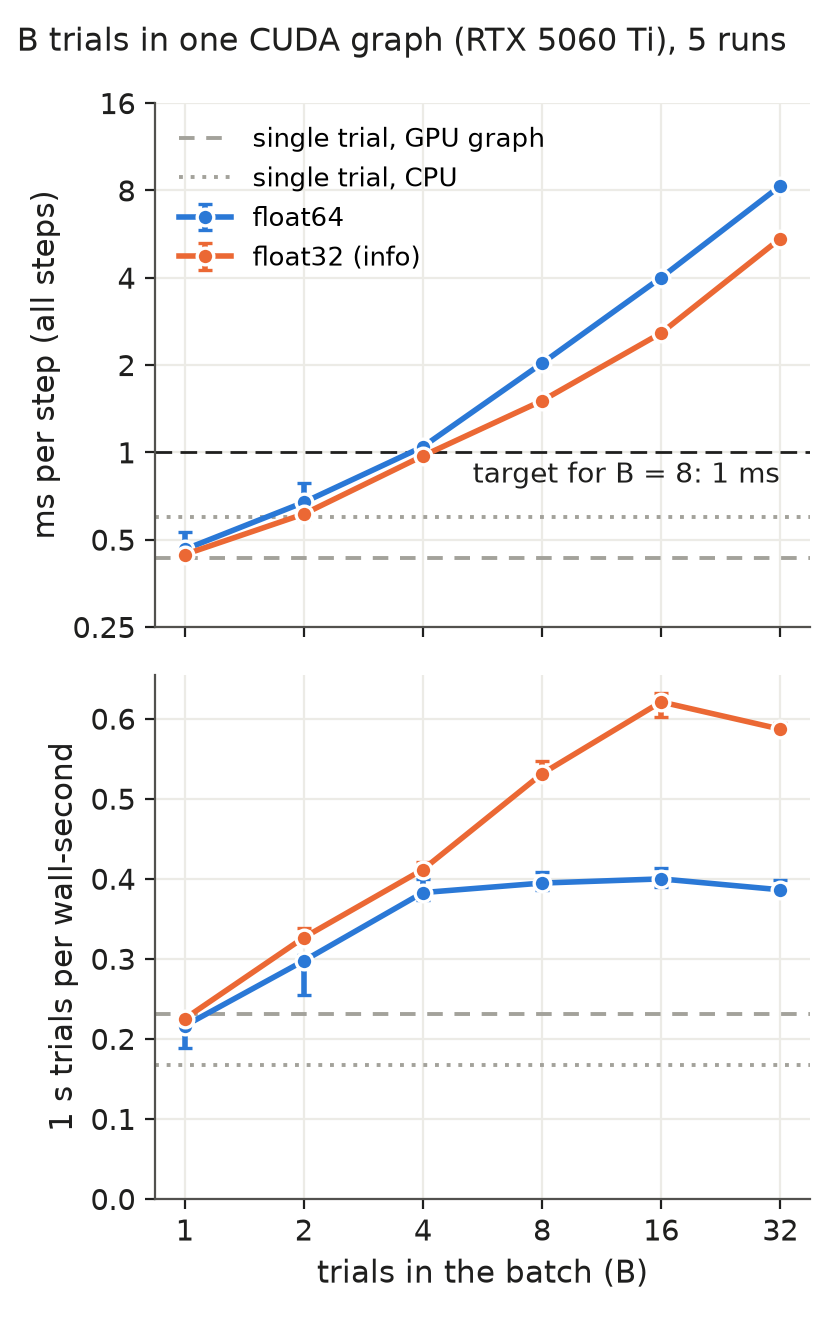 B trials in one CUDA graph (RTX 5060 Ti), 5 runs
ms per step (all steps)
16
8
4
2
1
0.5
0.25
single trial, GPU graph
single trial, CPU
float64
float32 (info)
target for B = 8: 1 ms
1 s trials per wall-second
0.6
0.5
0.4
0.3
0.2
0.1
0.0
1 2 4 8 16 32
trials in the batch (B)